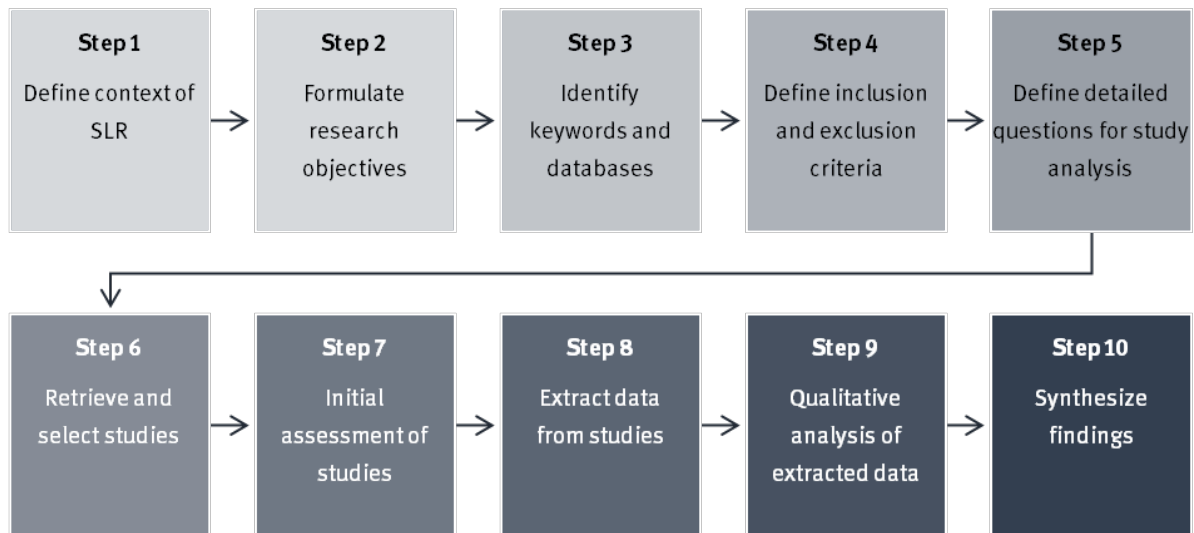 Step 1
Define context of
SLR
Step 2
Formulate
research
objectives
Step 3
Identify
keywords and
databases
Step 4
Define inclusion
and exclusion
criteria
Step 5
Define detailed
questions for study
analysis
Step 6
Retrieve and
select studies
Step 7
Initial
assessment of
studies
Step 8
Extract data
from studies
Step 9
Qualitative
analysis of
extracted data
Step 10
Synthesize
findings